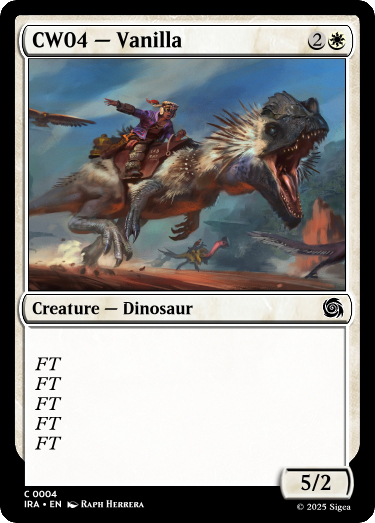 CW04 — Vanilla 2
Creature — Dinosaur
FT
FT
FT
FT
FT
5/2
C 0004
IRA • EN Raph Herrera © 2025 Sigea